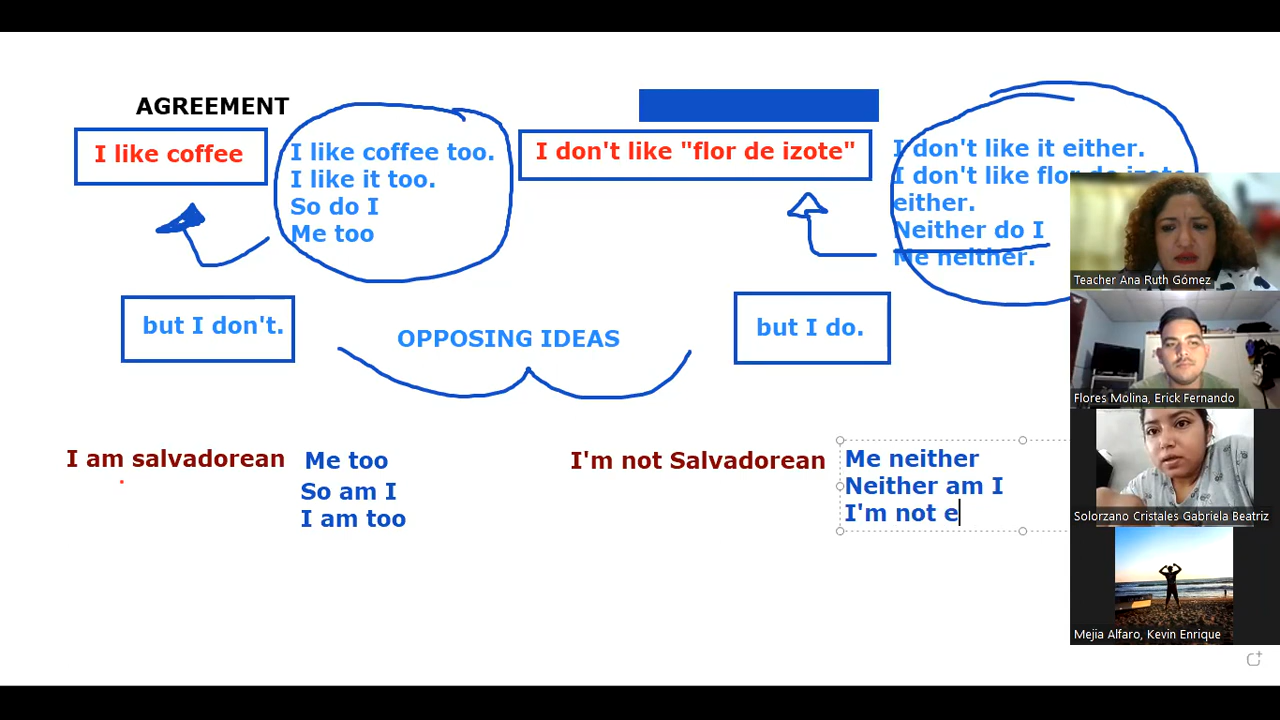 AGREEMENT
I like coffee
I like coffee too.
I like it too.
So do I
Me too
I don't like "flor de izote"
I don't like it either.
I don't like flor de izote
either.
Neither do I
Me neither.
but I don't.
OPPOSING IDEAS
but I do.
I am salvadorean
Me too
So am I
I am too
I'm not Salvadorean
Me neither
Neither am I
I'm not e
Teacher Ana Ruth Gómez
Flores Molina, Erick Fernando
Solorzano Cristales Gabriela Beatriz
Mejia Alfaro, Kevin Enrique